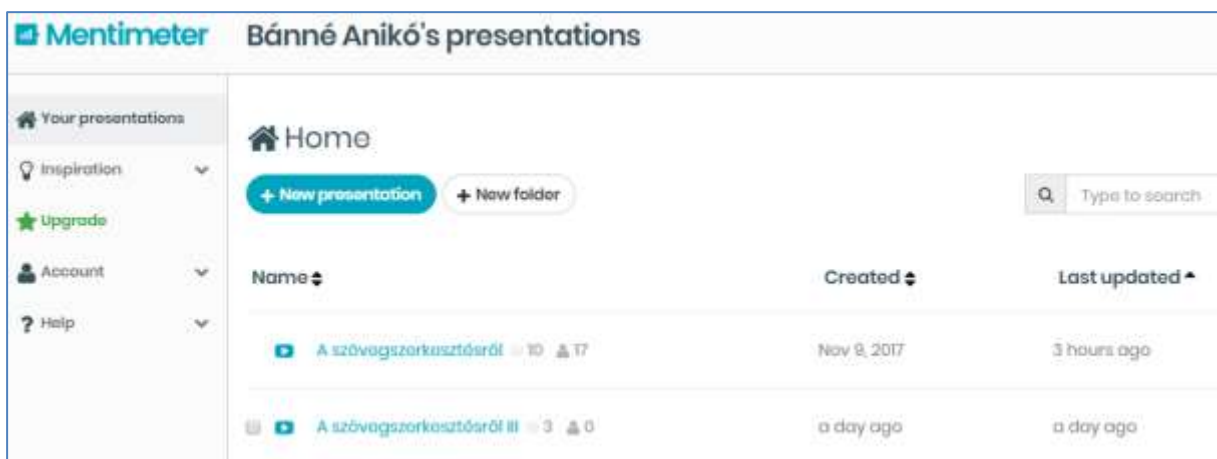 Mentimeter Bánné Anikó's presentations
Your presentations
Home
Inspiration
+ New presentation + New folder
Type to search
Upgrade
Account
Name Created Last updated
? Help
A szövegszerkesztésről 10 17 Nov 9, 2017 3 hours ago
A szövegszerkesztésről III 3 0 a day ago a day ago